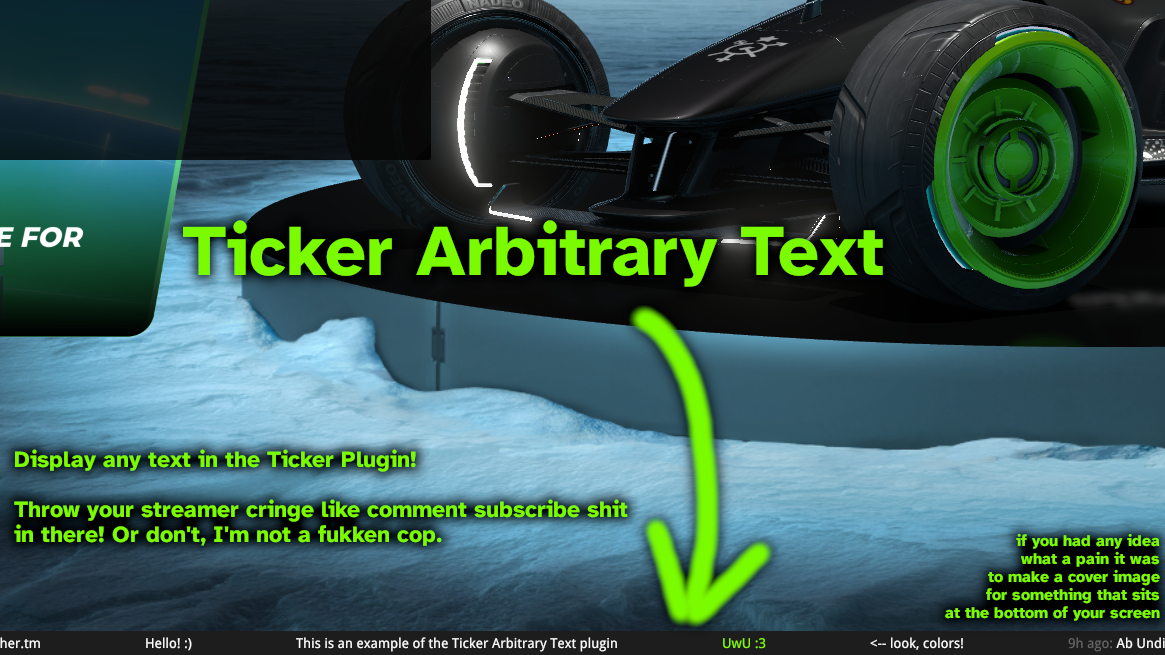 NADEO
E FOR
Ticker Arbitrary Text
Display any text in the Ticker Plugin!
Throw your streamer cringe like comment subscribe shit
in there! Or don't, I'm not a fukken cop.
if you had any idea
what a pain it was
to make a cover image
for something that sits
at the bottom of your screen
her.tm Hello! :) This is an example of the Ticker Arbitrary Text plugin UwU :3 <-- look, colors! 9h ago: Ab Undi